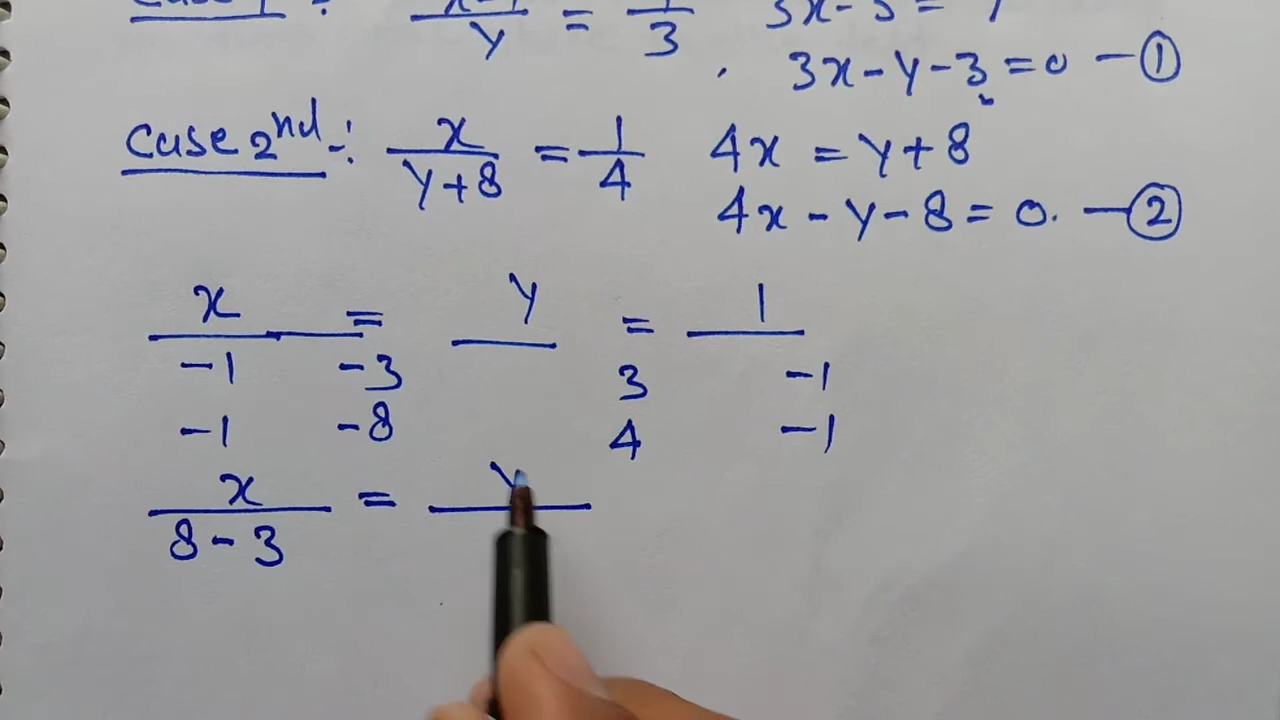 Y = 3
3x - y - 3 = 0 — ①
Case 2nd :- x/(y+8) = 1/4 4x = y + 8
4x - y - 8 = 0. — ②
x = y = 1
-1 -3 3 -1
-1 -8 4 -1
x/(8-3) = y